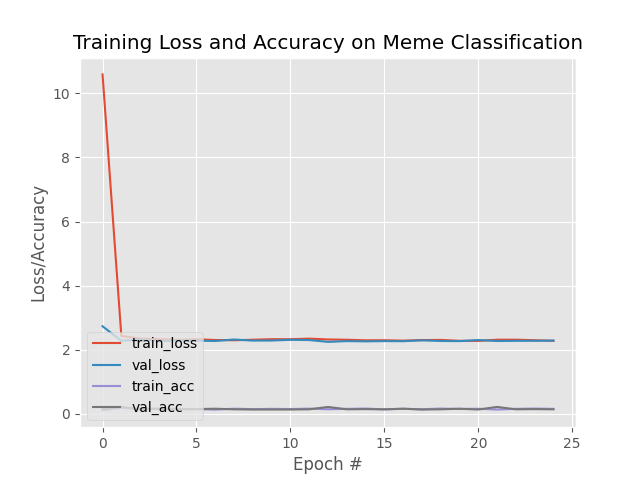 Training Loss and Accuracy on Meme Classification
Loss/Accuracy
10
8
6
4
2
0
train_loss
val_loss
train_acc
val_acc
0 5 10 15 20 25
Epoch #